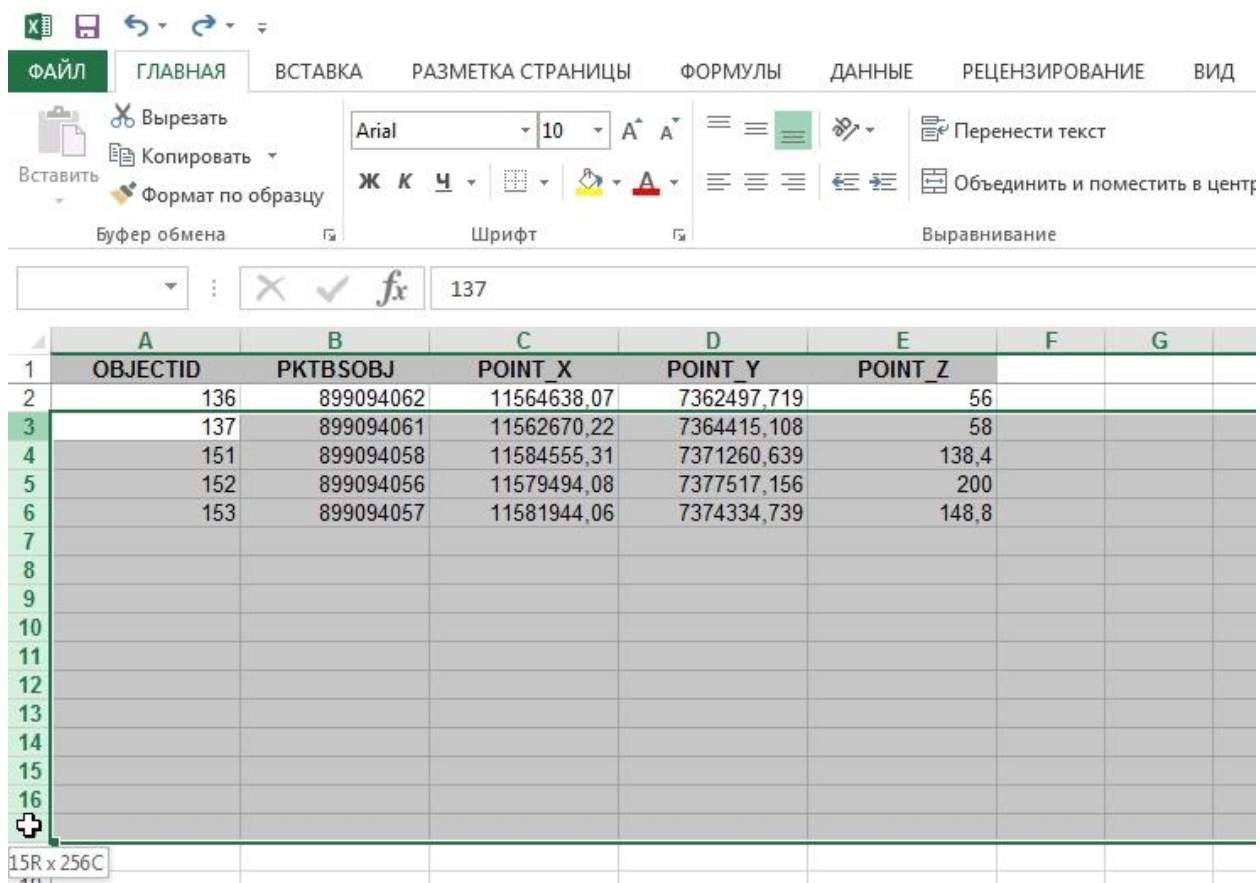 ФАЙЛ ГЛАВНАЯ ВСТАВКА РАЗМЕТКА СТРАНИЦЫ ФОРМУЛЫ ДАННЫЕ РЕЦЕНЗИРОВАНИЕ ВИД
Вставить
Вырезать
Копировать
Формат по образцу
Буфер обмена
Arial 10 A A
Ж К Ч A
Шрифт
Перенести текст
Объединить и поместить в центр
Выравнивание
fx 137
A B C D E F G
1 OBJECTID PKTBSOBJ POINT_X POINT_Y POINT_Z
2 136 899094062 11564638,07 7362497,719 56
3 137 899094061 11562670,22 7364415,108 58
4 151 899094058 11584555,31 7371260,639 138,4
5 152 899094056 11579494,08 7377517,156 200
6 153 899094057 11581944,06 7374334,739 148,8
7
8
9
10
11
12
13
14
15
16
15R x 256C